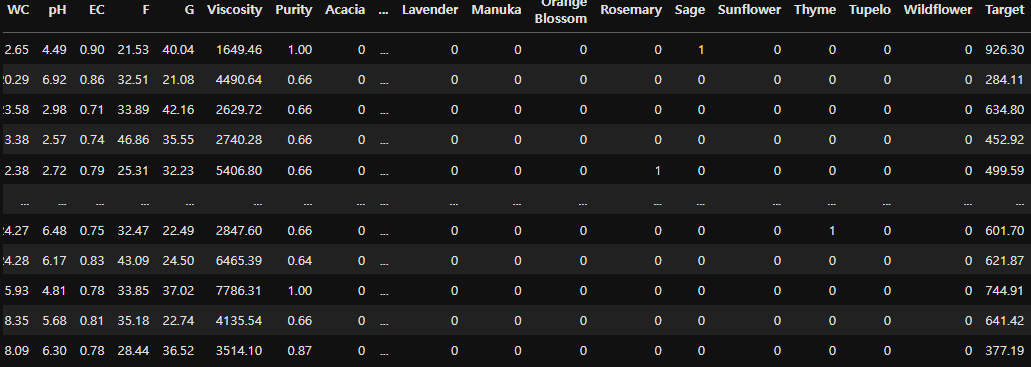 WC pH EC F G Viscosity Purity Acacia ... Lavender Manuka Orange Blossom Rosemary Sage Sunflower Thyme Tupelo Wildflower Target
2.65 4.49 0.90 21.53 40.04 1649.46 1.00 0 ... 0 0 0 0 1 0 0 0 0 926.30
0.29 6.92 0.86 32.51 21.08 4490.64 0.66 0 ... 0 0 0 0 0 0 0 0 0 284.11
3.58 2.98 0.71 33.89 42.16 2629.72 0.66 0 ... 0 0 0 0 0 0 0 0 0 634.80
3.38 2.57 0.74 46.86 35.55 2740.28 0.66 0 ... 0 0 0 0 0 0 0 0 0 452.92
2.38 2.72 0.79 25.31 32.23 5406.80 0.66 0 ... 0 0 0 1 0 0 0 0 0 499.59
... ... ... ... ... ... ... ... ... ... ... ... ... ... ... ... ... ... ...
4.27 6.48 0.75 32.47 22.49 2847.60 0.66 0 ... 0 0 0 0 0 0 1 0 0 601.70
4.28 6.17 0.83 43.09 24.50 6465.39 0.64 0 ... 0 0 0 0 0 0 0 0 0 621.87
5.93 4.81 0.78 33.85 37.02 7786.31 1.00 0 ... 0 0 0 0 0 0 0 0 0 744.91
8.35 5.68 0.81 35.18 22.74 4135.54 0.66 0 ... 0 0 0 0 0 0 0 0 0 641.42
8.09 6.30 0.78 28.44 36.52 3514.10 0.87 0 ... 0 0 0 0 0 0 0 0 0 377.19